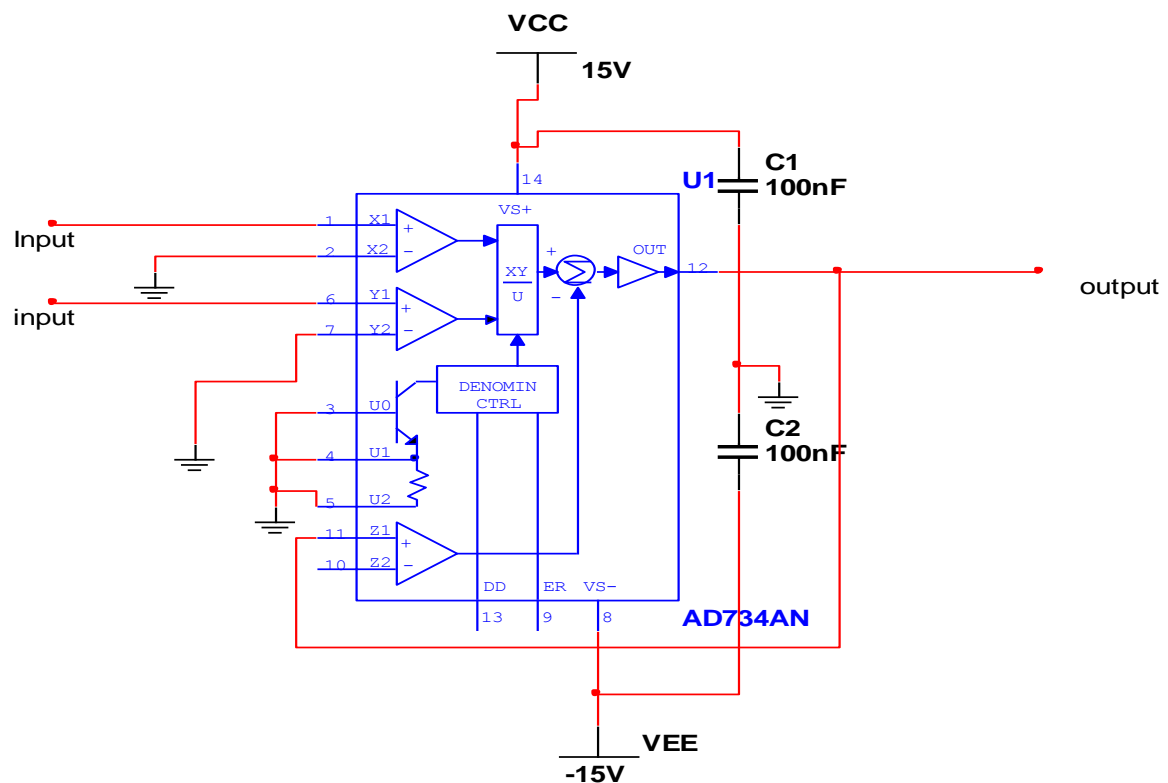 VCC
15V
C1
U1
100nF
14
VS+
Input
1
X1
+
2
X2
−
OUT
+
XY
U
Σ
12
−
output
input
6
Y1
+
7
Y2
−
DENOMIN
CTRL
3
U0
C2
100nF
4
U1
5
U2
11
Z1
+
10
Z2
−
DD
ER
VS−
13
9
8
AD734AN
VEE
-15V